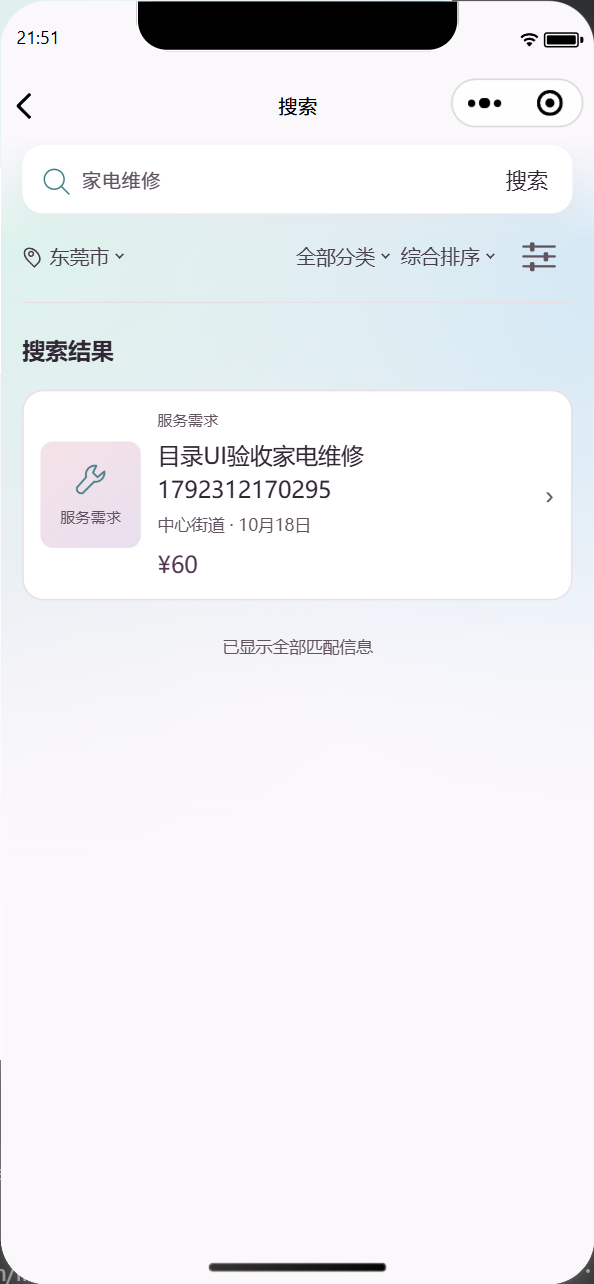 21:51
搜索
家电维修 搜索
东莞市 全部分类 综合排序
搜索结果
服务需求
目录UI验收家电维修
1792312170295
服务需求
中心街道 · 10月18日
¥60
已显示全部匹配信息